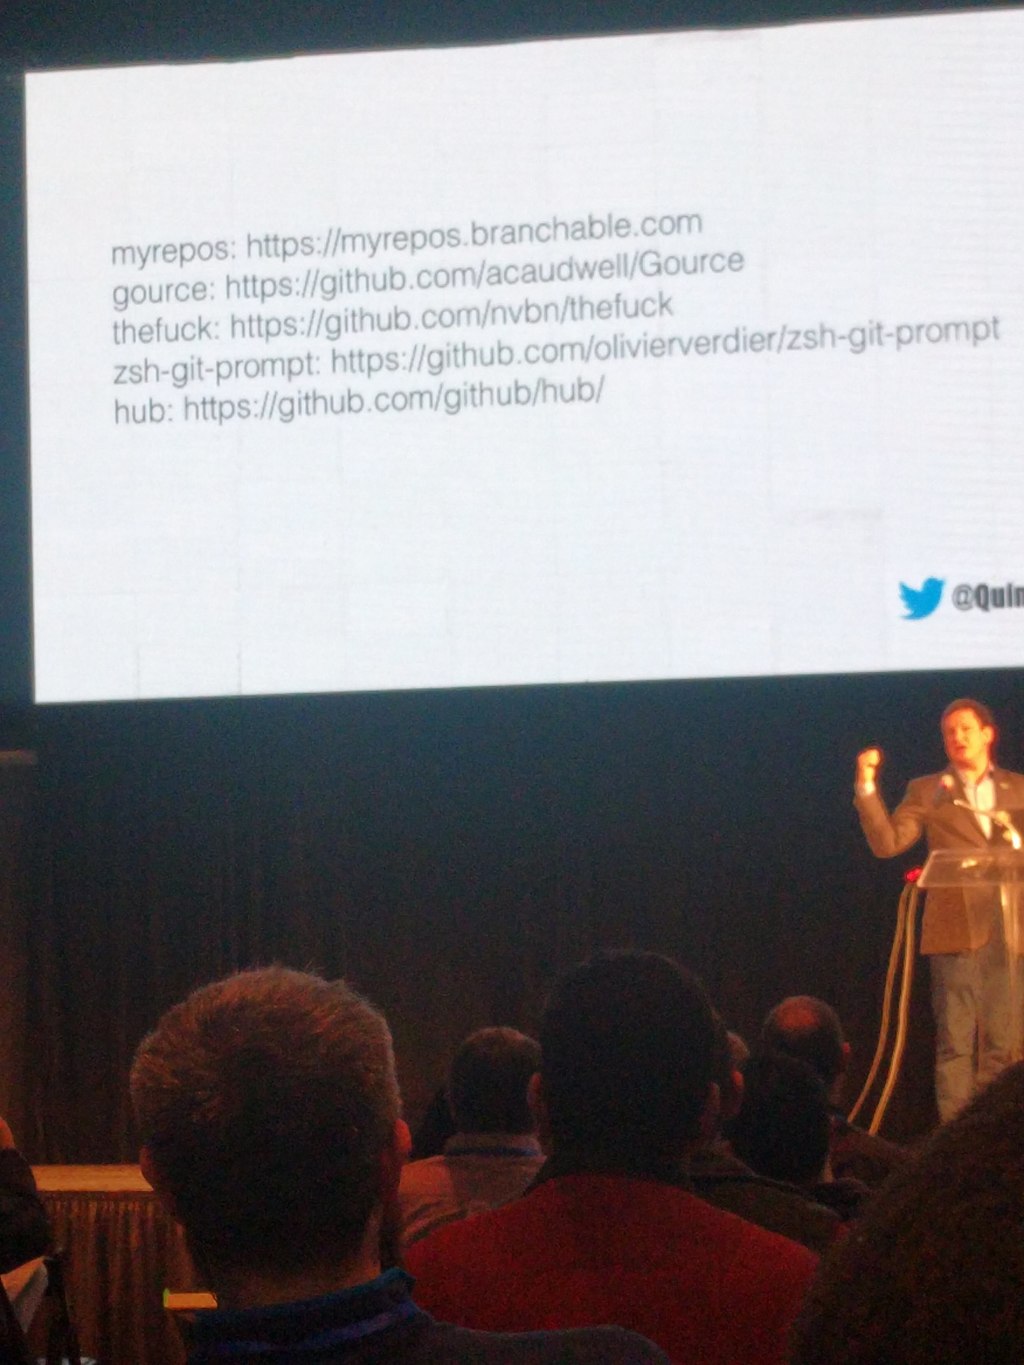 myrepos: https://myrepos.branchable.com
gource: https://github.com/acaudwell/Gource
thefuck: https://github.com/nvbn/thefuck
zsh-git-prompt: https://github.com/olivierverdier/zsh-git-prompt
hub: https://github.com/github/hub/
@Quin